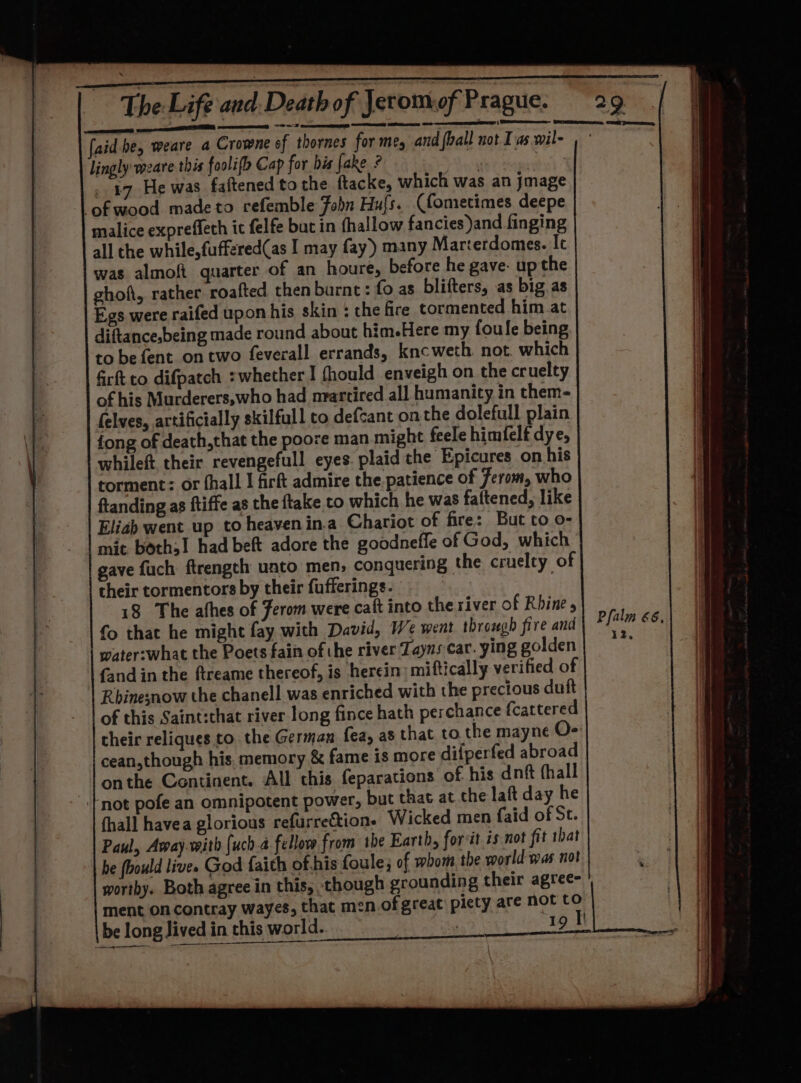 The Life and Death of Jerom of Prague. 29
ſaid he, weare a Crowne of thornes for me, and ſhall not I as wil-
lingly weare this fooliſh Cap for his ſake ?
17 He was faſtened to the ſtacke, which was an jmage
of wood made to reſemble John Huſs. (ſometimes deepe
malice expreſſeth it ſelfe but in ſhallow fancies)and ſinging
all the while,ſuffered(as I may ſay) many Marterdomes. It
was almoſt quarter of an houre, before he gave up the
ghoſt, rather roaſted then burnt : ſo as bliſters, as big as
Egs were raiſed upon his skin : the fire tormented him at
diſtance,being made round about him.Here my ſoule being
to be ſent on two ſeverall errands, knoweth not which
firſt to diſpatch : whether I ſhould enveigh on the cruelty
of his Murderers,who had martired all humanity in them-
ſelves, artificially skilfull to deſcant on the dolefull plain
ſong of death,that the poore man might feele himſelf dye,
whileſt their revengefull eyes plaid the Epicures on his
torment : or ſhall I firſt admire the patience of Jerom, who
ſtanding as ſtiffe as the ſtake to which he was faſtened, like
Eliah went up to heaven in a Chariot of fire: But to o-
mit both,I had beſt adore the goodneſſe of God, which
gave ſuch ſtrength unto men, conquering the cruelty of
their tormentors by their ſufferings.
18 The aſhes of Jerom were caſt into the river of Rhine,
ſo that he might ſay with David, We went through fire and
Pſalm 66.
12.
water:what the Poets fain of the river Tayns car. ying golden
ſand in the ſtreame thereof, is herein miſtically verified of
Rhine;now the chanell was enriched with the precious duſt
of this Saint:that river long ſince hath perchance ſcattered
their reliques to the German ſea, as that to the mayne O-
cean,though his memory & fame is more diſperſed abroad
on the Continent. All this ſeparations of his duſt ſhall
not poſe an omnipotent power, but that at the laſt day he
ſhall have a glorious reſurrection. Wicked men ſaid of St.
Paul, Away with ſuch a fellow from the Earth, for it is not fit that
he ſhould live. God ſaith of his ſoule, of whom the world was not
worthy. Both agree in this, though grounding their agree-
ment on contray wayes, that men of great piety are not to
be long lived in this world.
19 I